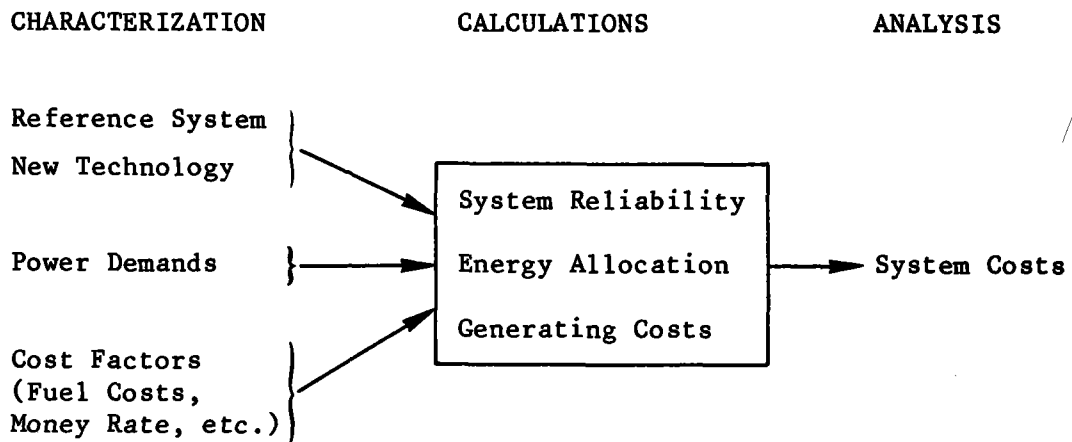 CHARACTERIZATION
CALCULATIONS
ANALYSIS
Reference System
New Technology
Power Demands
Cost Factors
(Fuel Costs,
Money Rate, etc.)
System Reliability
Energy Allocation
Generating Costs
System Costs